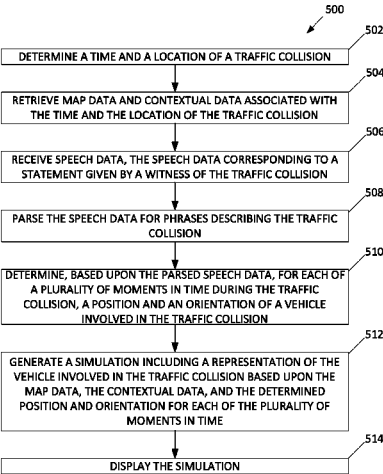 500
502
DETERMINE A TIME AND A LOCATION OF A TRAFFIC COLLISION
504
RETRIEVE MAP DATA AND CONTEXTUAL DATA ASSOCIATED WITH
THE TIME AND THE LOCATION OF THE TRAFFIC COLLISION
506
RECEIVE SPEECH DATA, THE SPEECH DATA CORRESPONDING TO A
STATEMENT GIVEN BY A WITNESS OF THE TRAFFIC COLLISION
508
PARSE THE SPEECH DATA FOR PHRASES DESCRIBING THE TRAFFIC
COLLISION
510
DETERMINE, BASED UPON THE PARSED SPEECH DATA, FOR EACH OF
A PLURALITY OF MOMENTS IN TIME DURING THE TRAFFIC
COLLISION, A POSITION AND AN ORIENTATION OF A VEHICLE
INVOLVED IN THE TRAFFIC COLLISION
512
GENERATE A SIMULATION INCLUDING A REPRESENTATION OF THE
VEHICLE INVOLVED IN THE TRAFFIC COLLISION BASED UPON THE
MAP DATA, THE CONTEXTUAL DATA, AND THE DETERMINED
POSITION AND ORIENTATION FOR EACH OF THE PLURALITY OF
MOMENTS IN TIME
514
DISPLAY THE SIMULATION